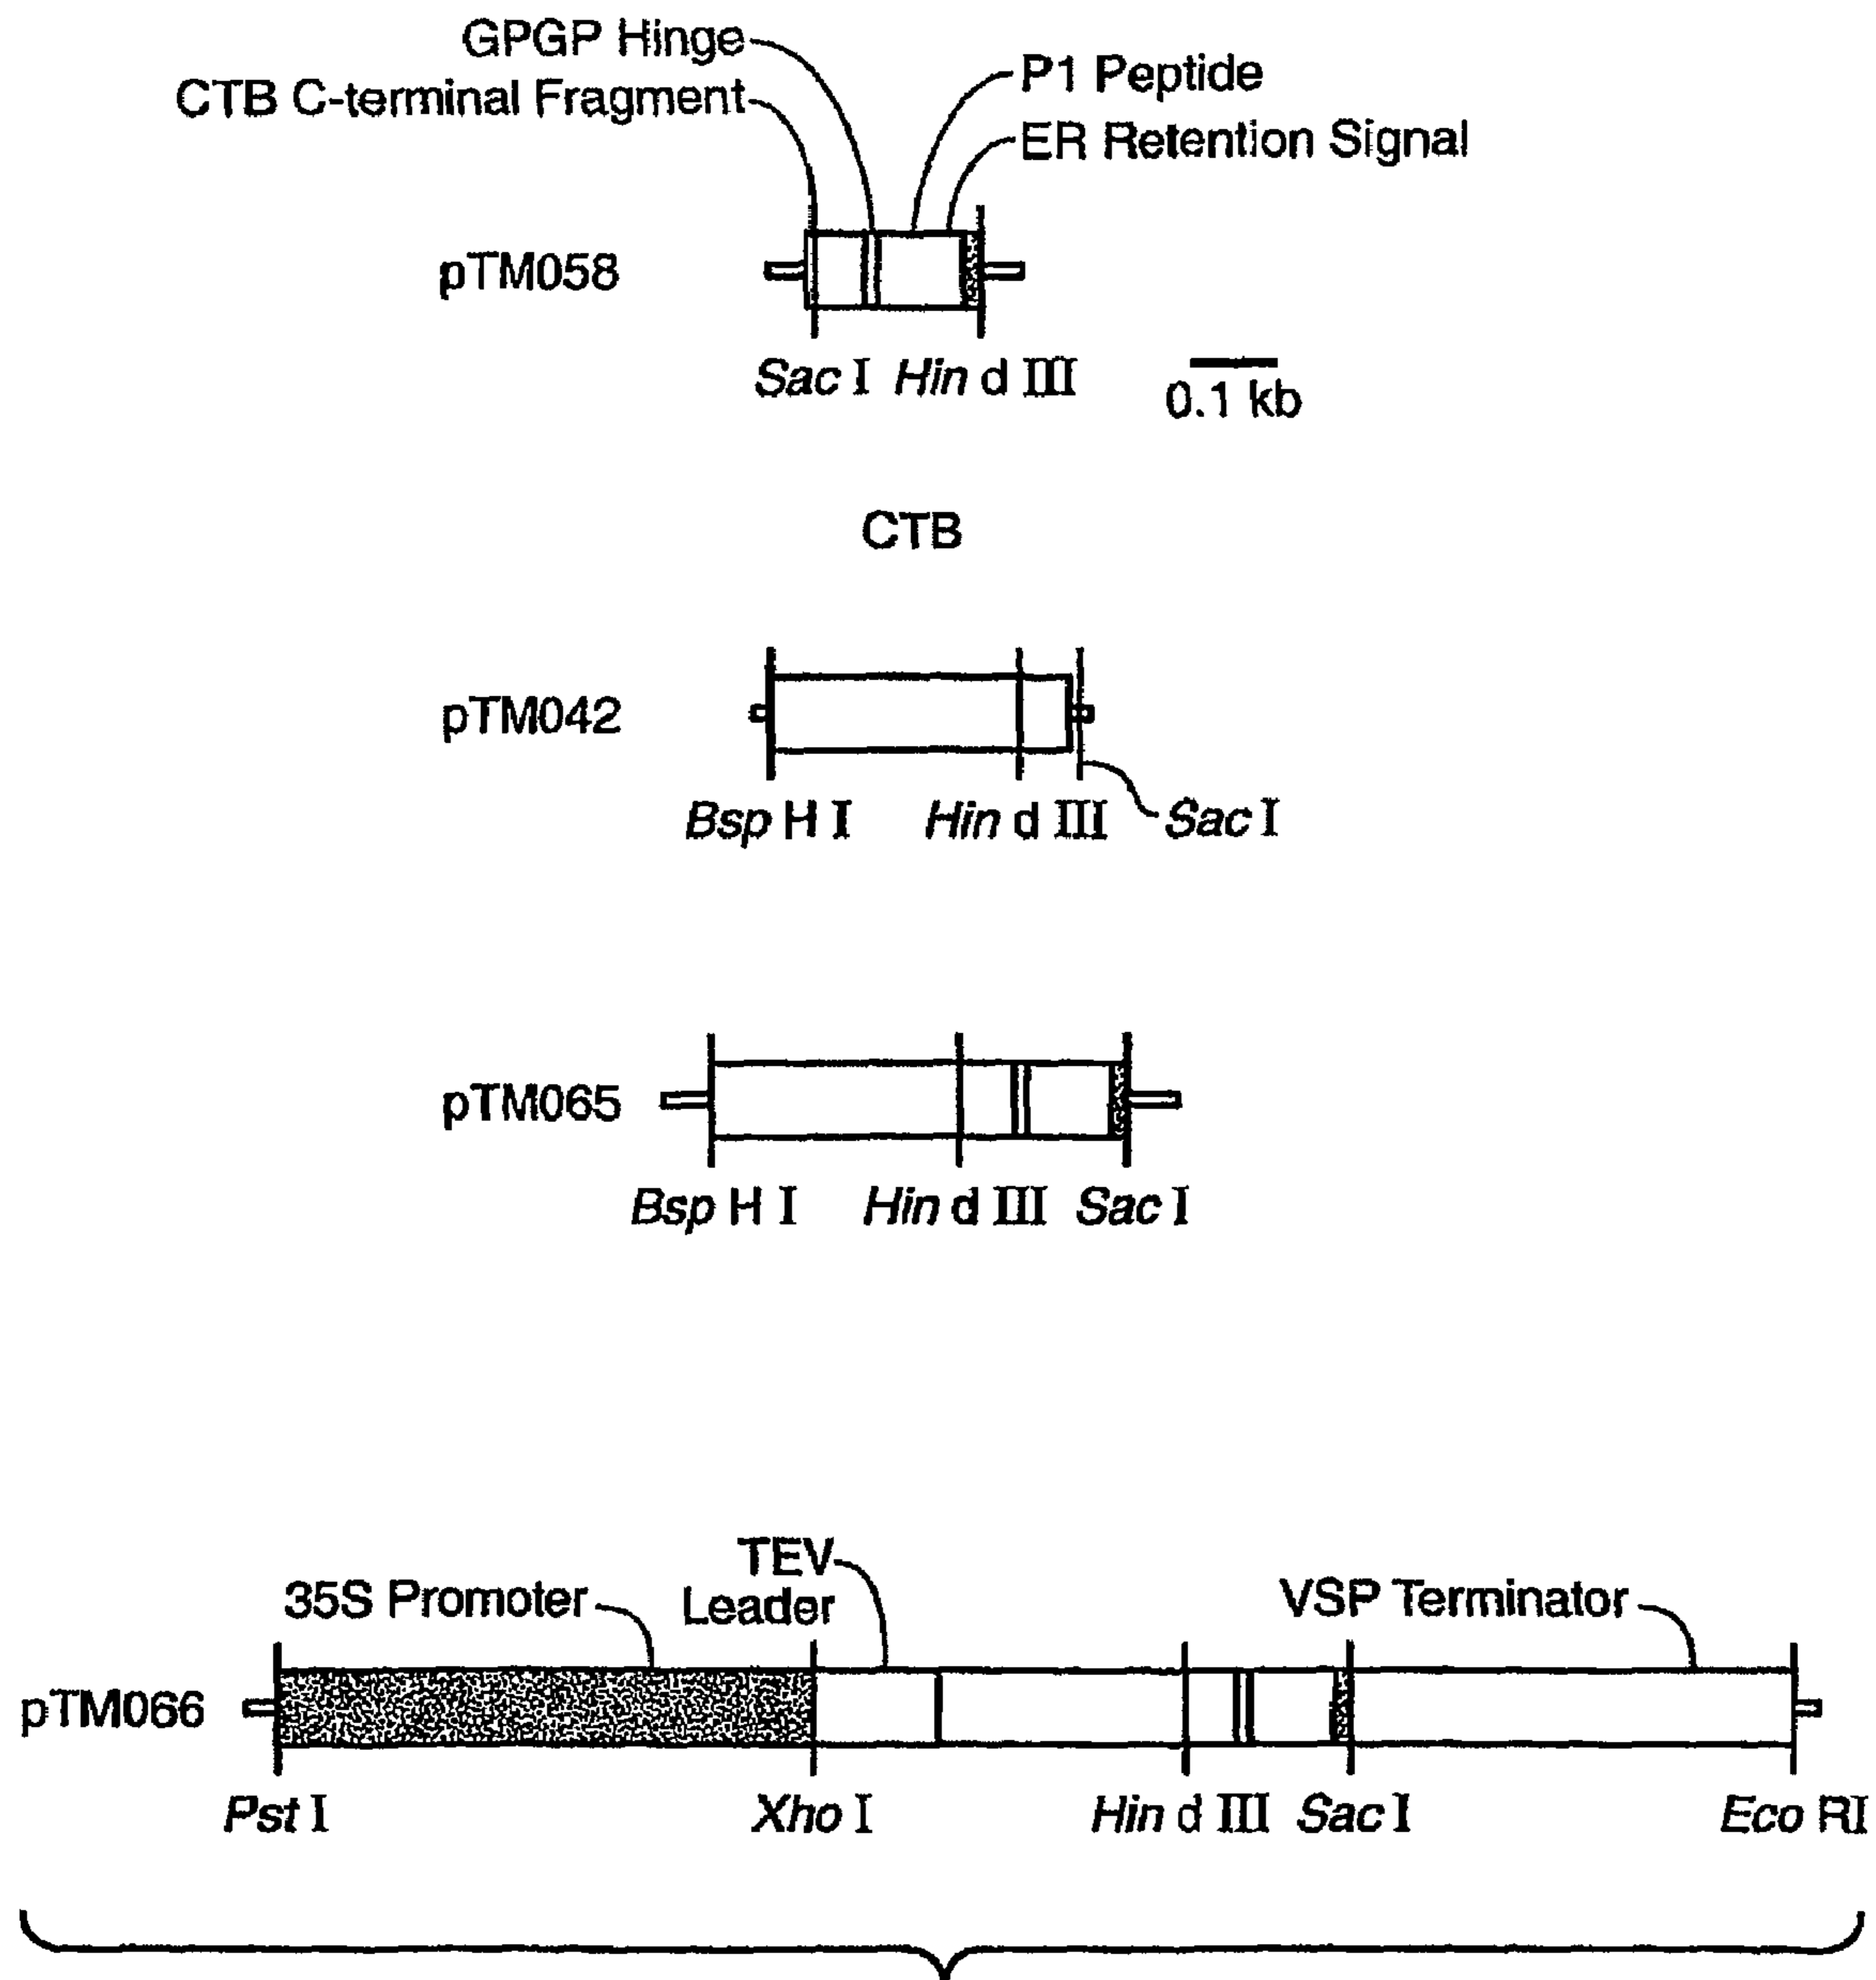 GPGP Hinge
CTB C-terminal Fragment
P1 Peptide
ER Retention Signal
pTM058
Sac I Hin d III
0.1 kb
CTB
pTM042
Bsp H I Hin d III Sac I
pTM065
Bsp H I Hin d III Sac I
35S Promoter
TEV
Leader
VSP Terminator
pTM066
Pst I Xho I Hin d III Sac I Eco RI